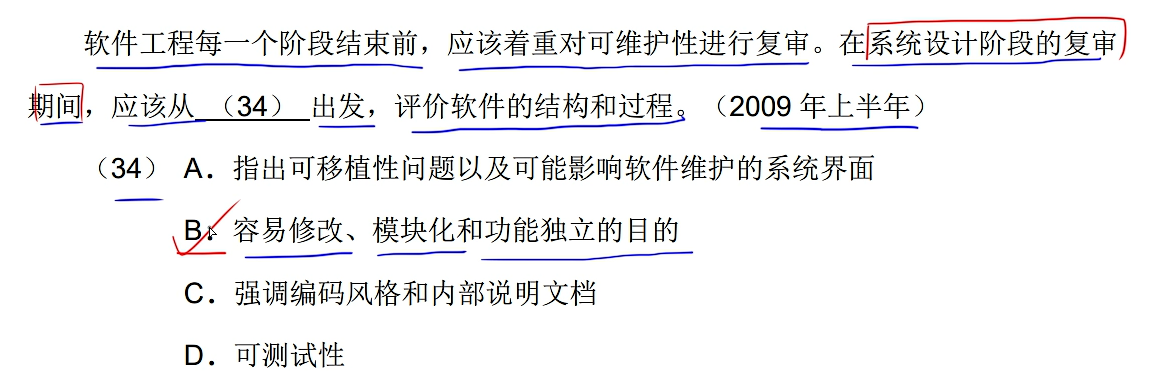 软件工程每一个阶段结束前，应该着重对可维护性进行复审。在系统设计阶段的复审
期间，应该从 （34） 出发，评价软件的结构和过程。（2009 年上半年）
（34） A．指出可移植性问题以及可能影响软件维护的系统界面
B．容易修改、模块化和功能独立的目的
C．强调编码风格和内部说明文档
D．可测试性